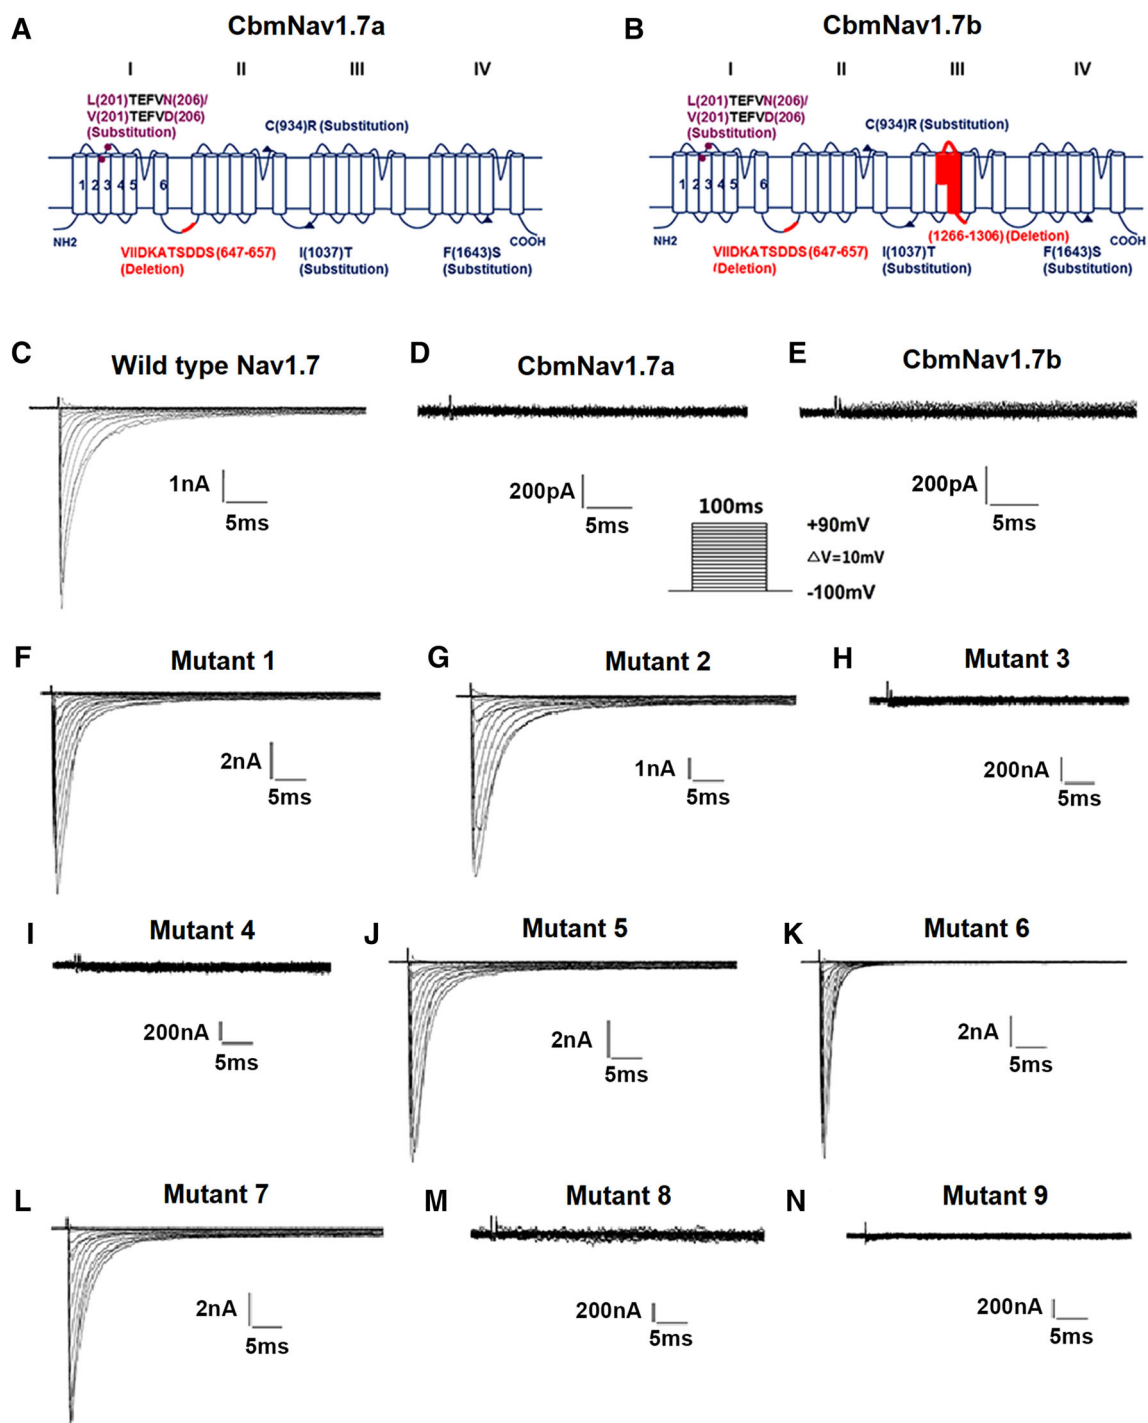 A
CbmNav1.7a
I
II
III
IV
L(201)TEFVN(206)/
V(201)TEFVD(206)
(Substitution)
C(934)R (Substitution)
1 2 3 4 5 6
NH2
VIIDKATSDDS(647-657)
(Deletion)
I(1037)T
(Substitution)
F(1643)S
(Substitution)
COOH
B
CbmNav1.7b
I
II
III
IV
L(201)TEFVN(206)/
V(201)TEFVD(206)
(Substitution)
C(934)R (Substitution)
1 2 3 4 5 6
NH2
VIIDKATSDDS(647-657)
(Deletion)
I(1037)T
(Substitution)
(1266-1306)(Deletion)
F(1643)S
(Substitution)
COOH
C
Wild type Nav1.7
1nA
5ms
D
CbmNav1.7a
200pA
5ms
E
CbmNav1.7b
200pA
5ms
100ms
+90mV
△V=10mV
-100mV
F
Mutant 1
2nA
5ms
G
Mutant 2
1nA
5ms
H
Mutant 3
200nA
5ms
I
Mutant 4
200nA
5ms
J
Mutant 5
2nA
5ms
K
Mutant 6
2nA
5ms
L
Mutant 7
2nA
5ms
M
Mutant 8
200nA
5ms
N
Mutant 9
200nA
5ms